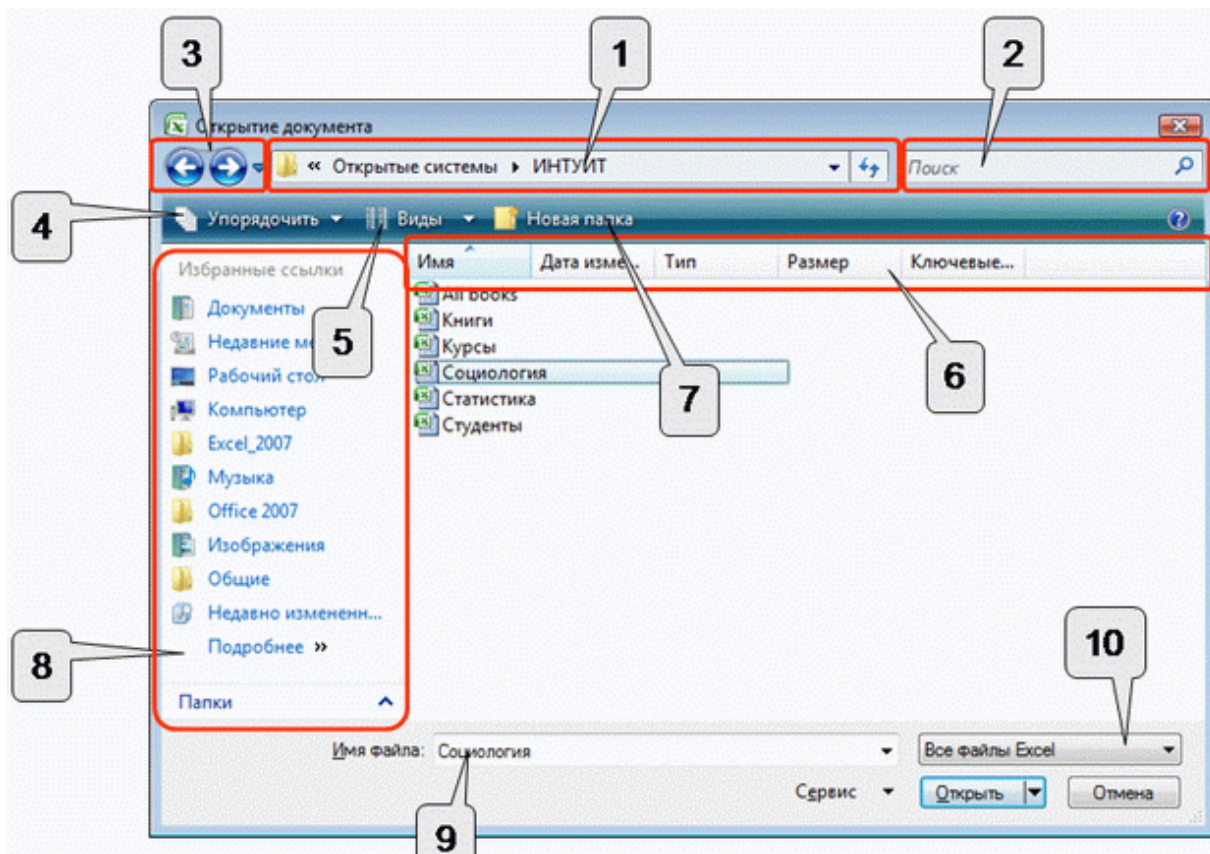 3 1 2
Открытие документа
« Открытые системы ИНТУИТ Поиск
4 Упорядочить Виды Новая папка ?
Избранные ссылки Имя Дата изме... Тип Размер Ключевые...
Документы
Недавние
Рабочий стол
Компьютер
Excel_2007
Музыка
Office 2007
Изображения
Общие
Недавно измененн...
Подробнее »
Папки
All books
Книги
Курсы
Социология
Статистика
Студенты
5 7 6
8 10
Имя файла: Социология Все файлы Excel
Сервис Открыть Отмена
9